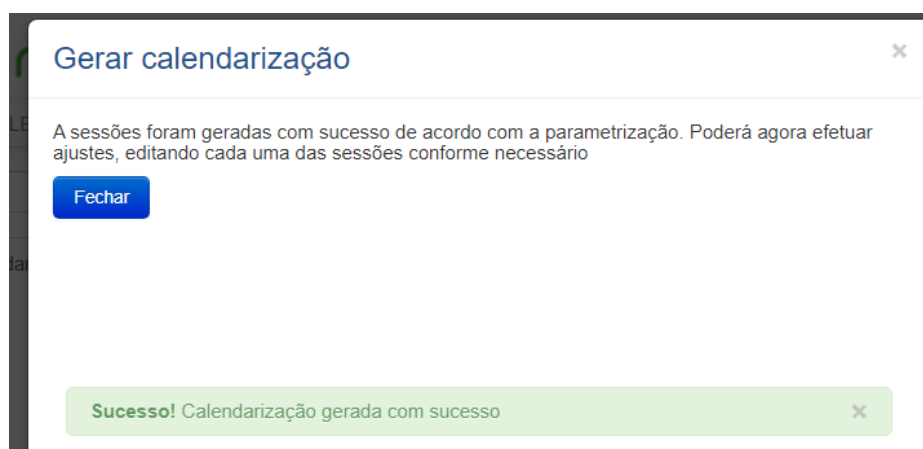 Gerar calendarização
×
A sessões foram geradas com sucesso de acordo com a parametrização. Poderá agora efetuar
ajustes, editando cada uma das sessões conforme necessário
Fechar
Sucesso! Calendarização gerada com sucesso
×